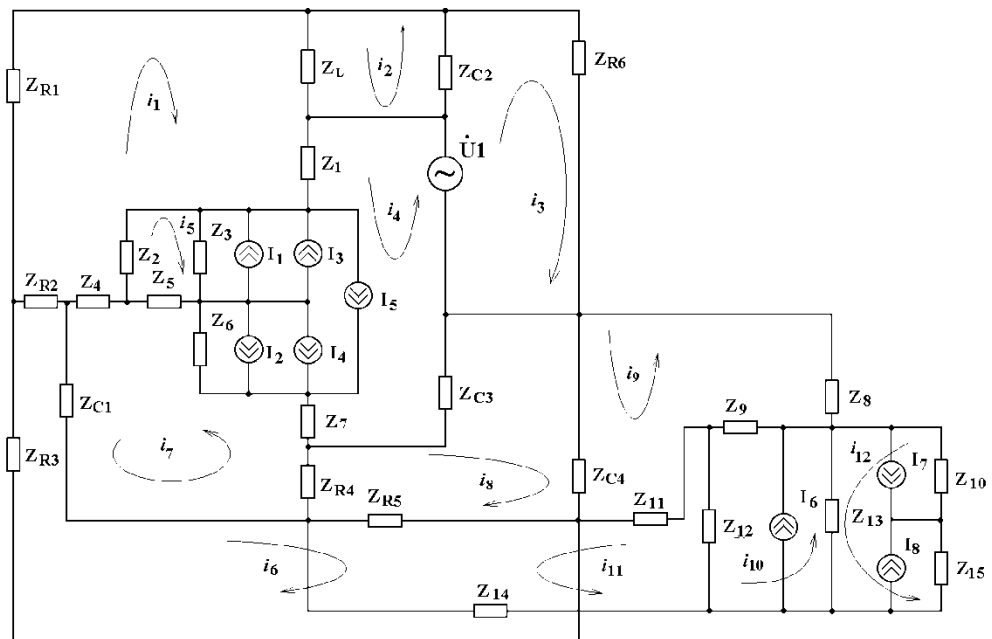 Z_L
i_2
Z_C2
Z_R6
Z_R1
i_1
U̇1
Z_1
i_4
i_3
i_5
Z_3
Z_2
I_1
I_3
Z_R2
Z_4
Z_5
I_5
Z_6
I_2
I_4
i_9
Z_C1
Z_C3
Z_8
Z_7
Z_9
i_7
i_12
I_7
Z_R3
i_8
Z_R4
Z_C4
Z_10
Z_R5
Z_11
I_6
Z_12
Z_13
I_8
i_6
i_11
i_10
Z_15
Z_14